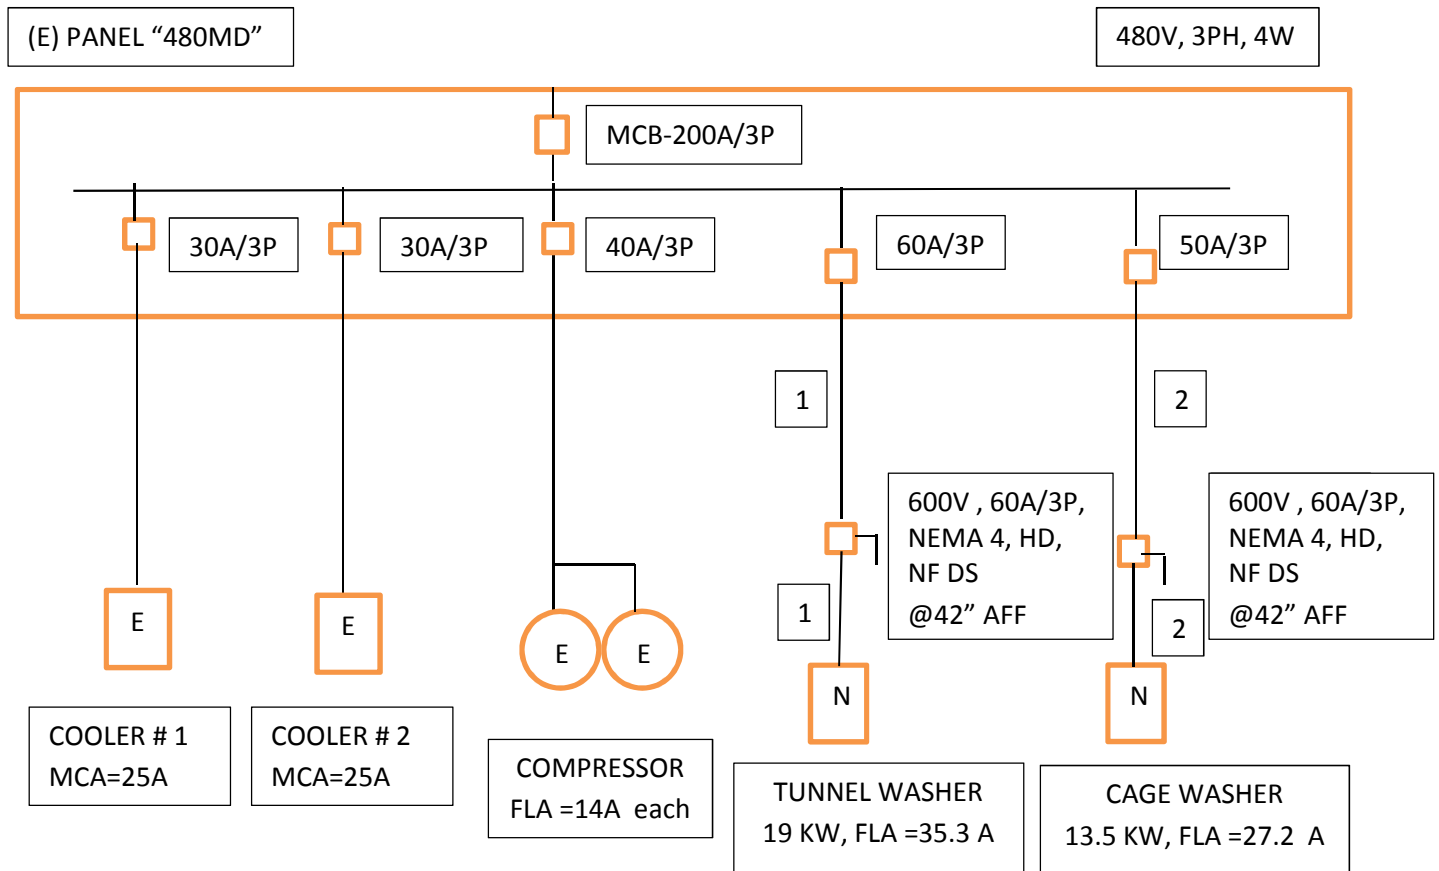 (E) PANEL “480MD”
480V, 3PH, 4W
MCB-200A/3P
30A/3P
30A/3P
40A/3P
60A/3P
50A/3P
1
2
600V , 60A/3P,
NEMA 4, HD,
NF DS
@42” AFF
600V , 60A/3P,
NEMA 4, HD,
NF DS
@42” AFF
1
2
E
E
E
E
N
N
COOLER # 1
MCA=25A
COOLER # 2
MCA=25A
COMPRESSOR
FLA =14A each
TUNNEL WASHER
19 KW, FLA =35.3 A
CAGE WASHER
13.5 KW, FLA =27.2 A